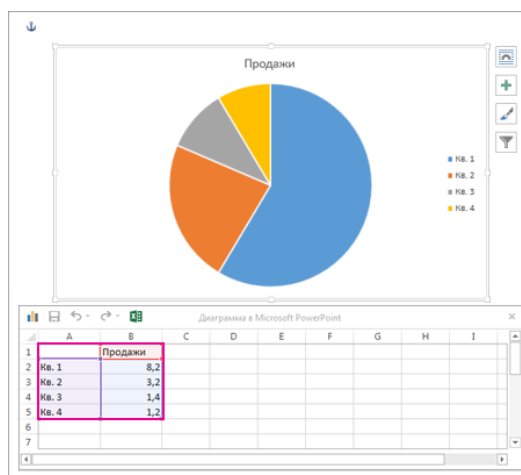 Продажи
Кв. 1
Кв. 2
Кв. 3
Кв. 4
Диаграмма в Microsoft PowerPoint
A B C D E F G H I
1 Продажи
2 Кв. 1 8,2
3 Кв. 2 3,2
4 Кв. 3 1,4
5 Кв. 4 1,2
6
7